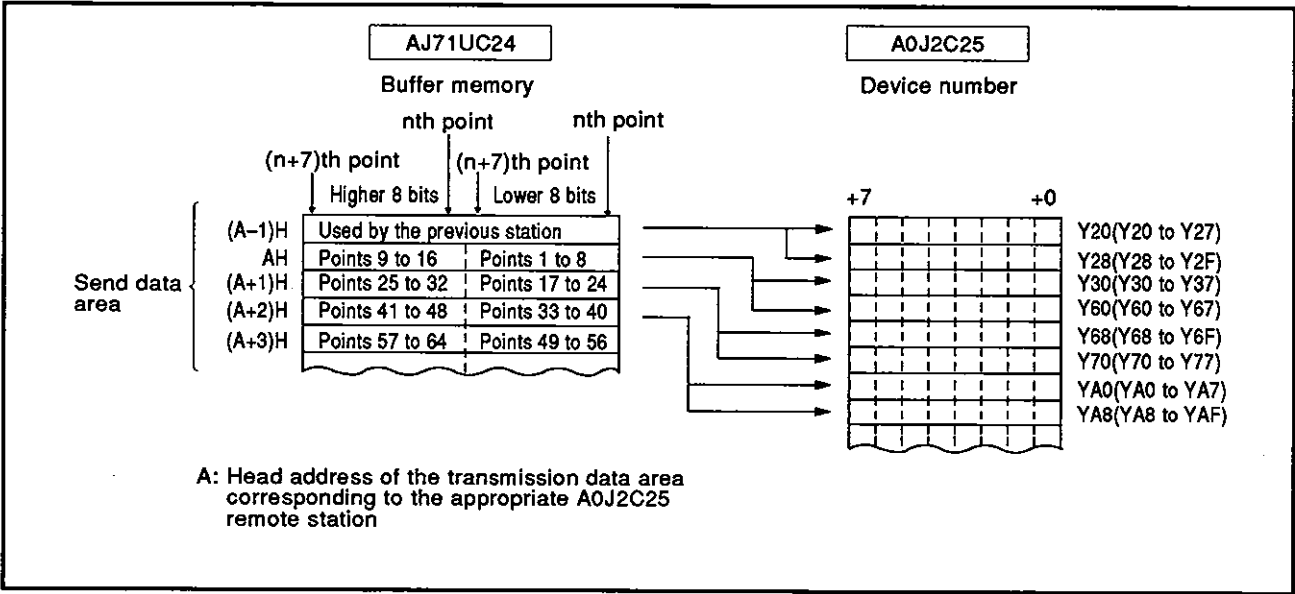 AJ71UC24 A0J2C25
Buffer memory Device number
nth point nth point
(n+7)th point (n+7)th point
Higher 8 bits Lower 8 bits +7 +0
(A–1)H Used by the previous station Y20(Y20 to Y27)
AH Points 9 to 16 Points 1 to 8 Y28(Y28 to Y2F)
Send data area
(A+1)H Points 25 to 32 Points 17 to 24 Y30(Y30 to Y37)
(A+2)H Points 41 to 48 Points 33 to 40 Y60(Y60 to Y67)
(A+3)H Points 57 to 64 Points 49 to 56 Y68(Y68 to Y6F)
Y70(Y70 to Y77)
YA0(YA0 to YA7)
YA8(YA8 to YAF)
A: Head address of the transmission data area
corresponding to the appropriate A0J2C25
remote station